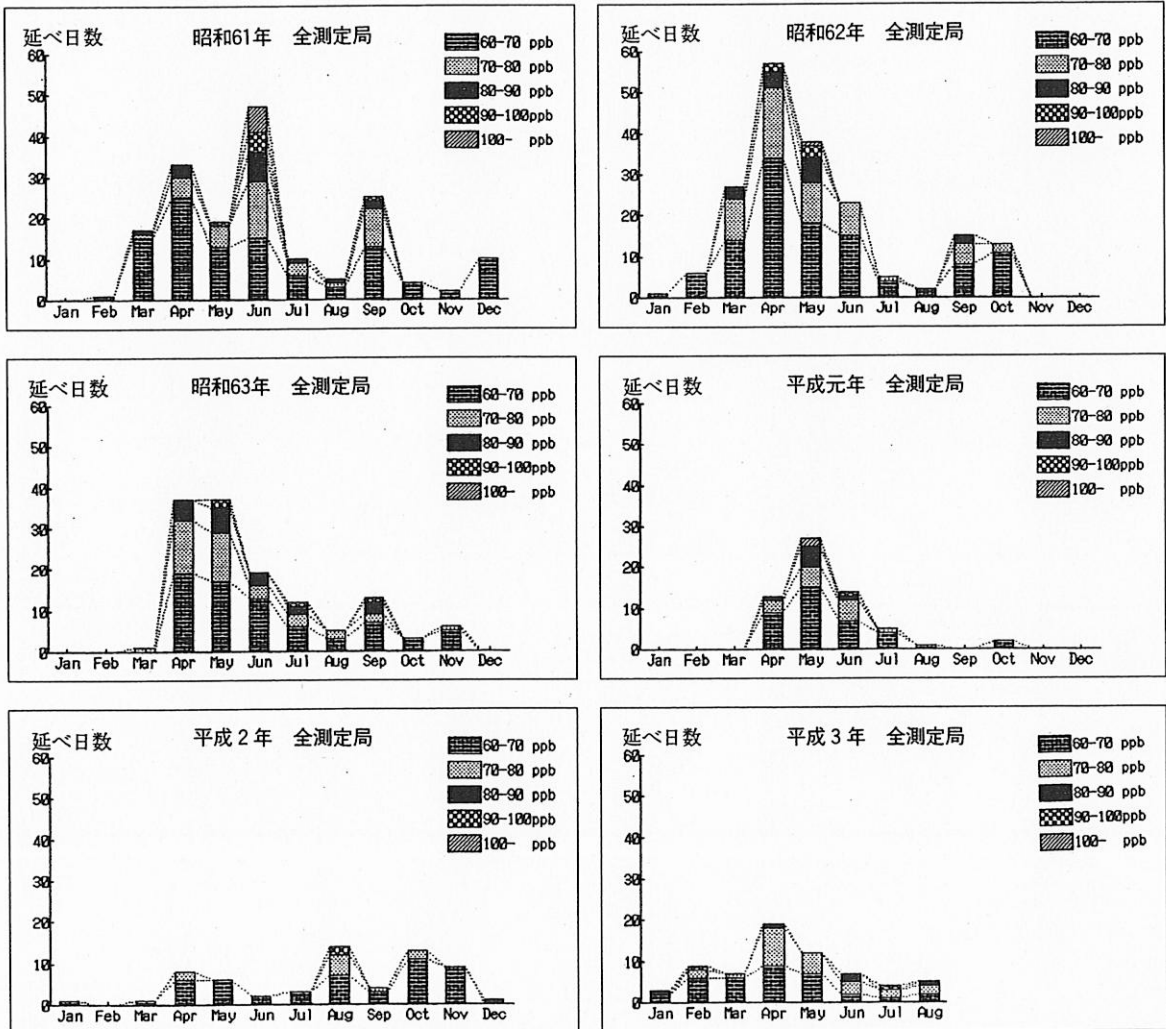 延べ日数 昭和61年 全測定局
60-70 ppb
70-80 ppb
80-90 ppb
90-100ppb
100- ppb
60
50
40
30
20
10
0
Jan Feb Mar Apr May Jun Jul Aug Sep Oct Nov Dec
延べ日数 昭和62年 全測定局
60-70 ppb
70-80 ppb
80-90 ppb
90-100ppb
100- ppb
60
50
40
30
20
10
0
Jan Feb Mar Apr May Jun Jul Aug Sep Oct Nov Dec
延べ日数 昭和63年 全測定局
60-70 ppb
70-80 ppb
80-90 ppb
90-100ppb
100- ppb
60
50
40
30
20
10
0
Jan Feb Mar Apr May Jun Jul Aug Sep Oct Nov Dec
延べ日数 平成元年 全測定局
60-70 ppb
70-80 ppb
80-90 ppb
90-100ppb
100- ppb
60
50
40
30
20
10
0
Jan Feb Mar Apr May Jun Jul Aug Sep Oct Nov Dec
延べ日数 平成2年 全測定局
60-70 ppb
70-80 ppb
80-90 ppb
90-100ppb
100- ppb
60
50
40
30
20
10
0
Jan Feb Mar Apr May Jun Jul Aug Sep Oct Nov Dec
延べ日数 平成3年 全測定局
60-70 ppb
70-80 ppb
80-90 ppb
90-100ppb
100- ppb
60
50
40
30
20
10
0
Jan Feb Mar Apr May Jun Jul Aug